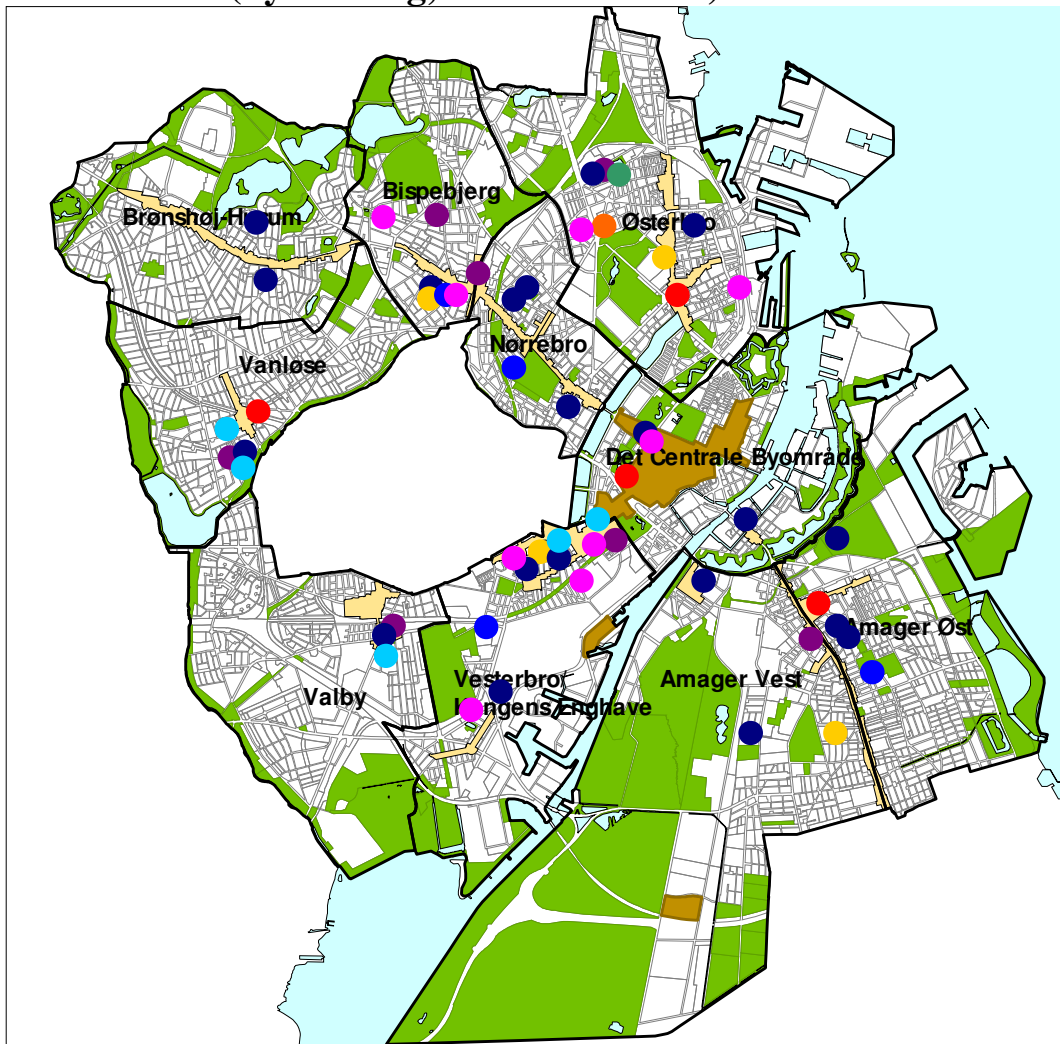 Bispebjerg
Brønshøj-Husum
Østerbro
Nørrebro
Vanløse
Det Centrale Byområde
Amager Øst
Vesterbro/
Kongens Enghave
Amager Vest
Valby